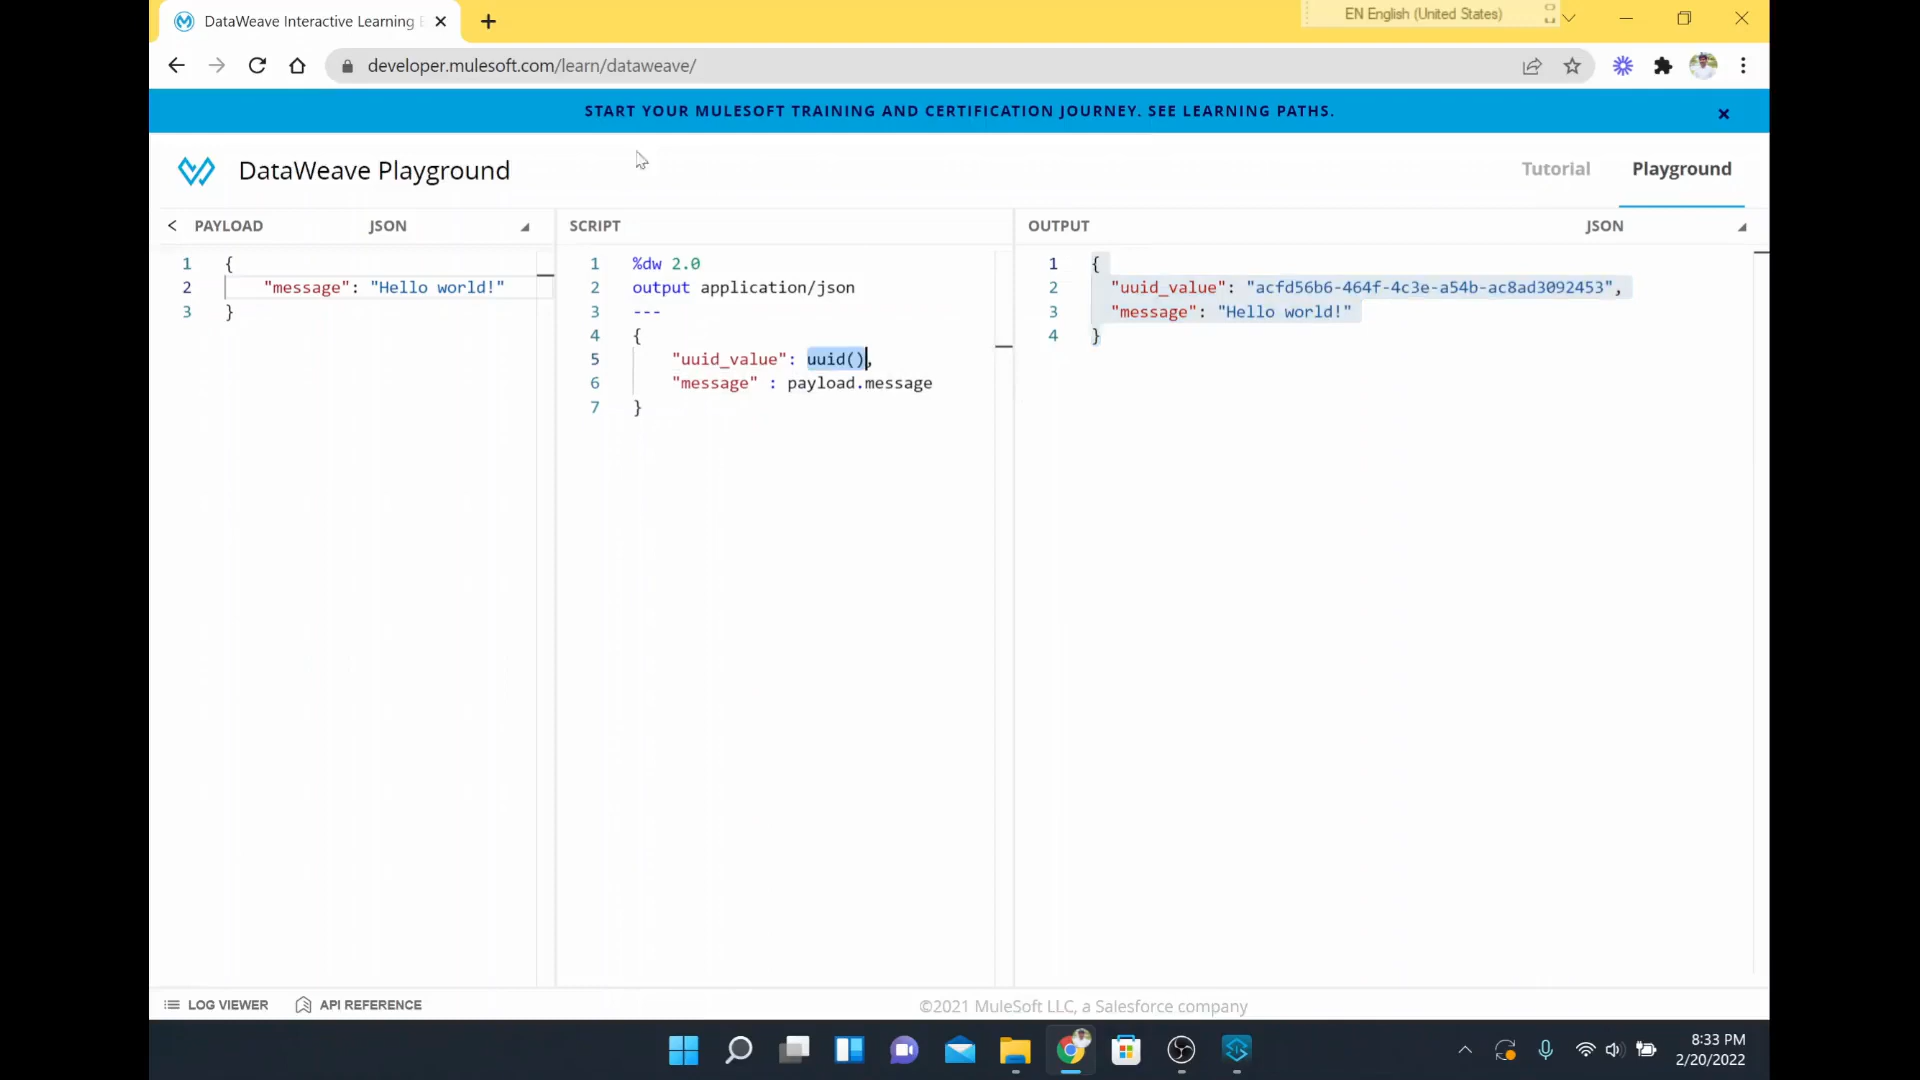 DataWeave Interactive Learning
EN English (United States)
developer.mulesoft.com/learn/dataweave/
START YOUR MULESOFT TRAINING AND CERTIFICATION JOURNEY. SEE LEARNING PATHS.
DataWeave Playground
Tutorial
Playground
PAYLOAD
JSON
1 {
2 "message": "Hello world!"
3 }
SCRIPT
1 %dw 2.0
2 output application/json
3 ---
4 {
5 "uuid_value": uuid(),
6 "message" : payload.message
7 }
OUTPUT
JSON
1 {
2 "uuid_value": "acfd56b6-464f-4c3e-a54b-ac8ad3092453",
3 "message": "Hello world!"
4 }
LOG VIEWER
API REFERENCE
©2021 MuleSoft LLC, a Salesforce company
8:33 PM
2/20/2022